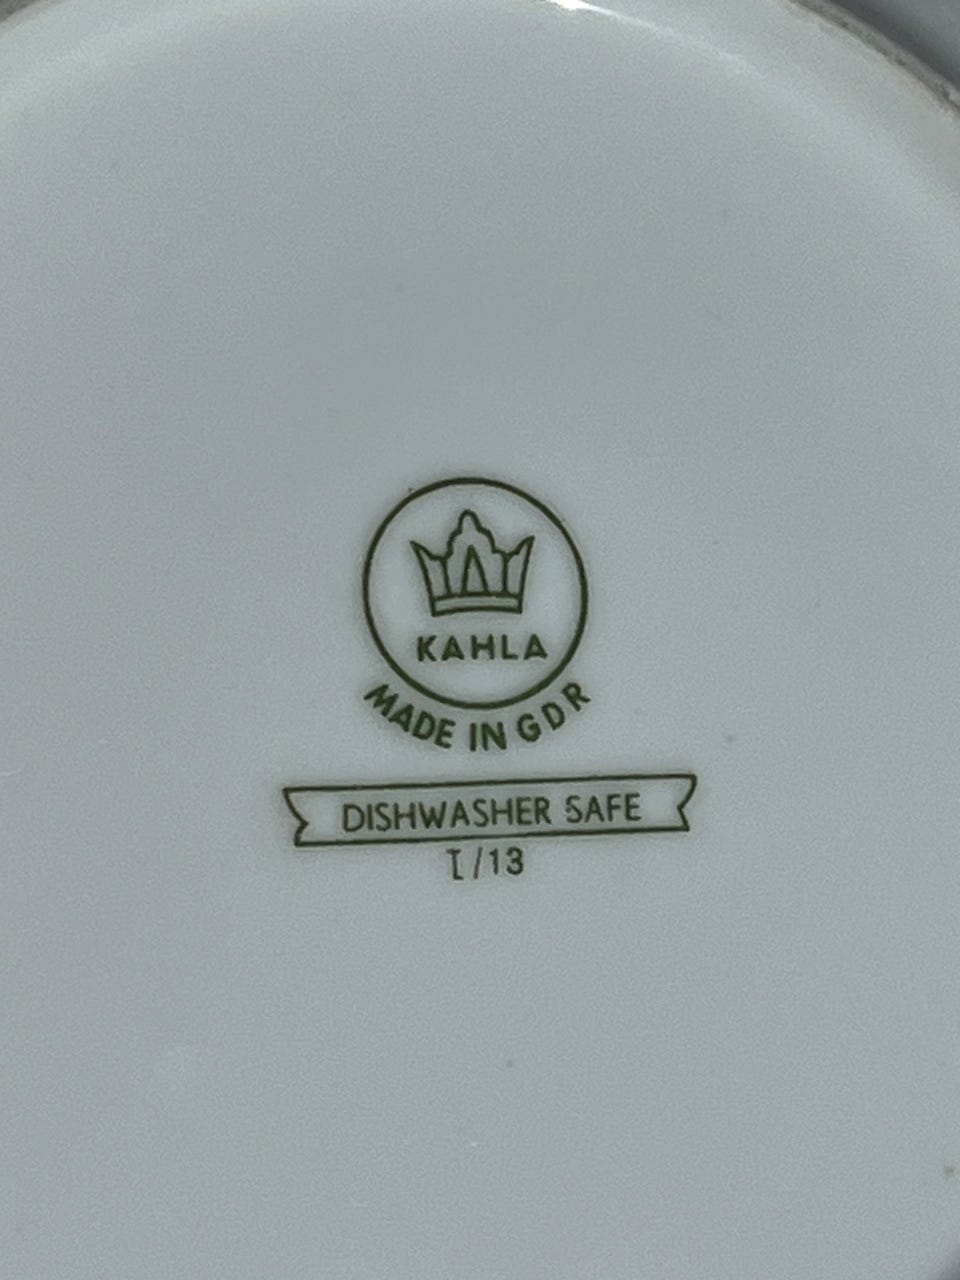 KAHLA
MADE IN GDR
DISHWASHER SAFE
I/13